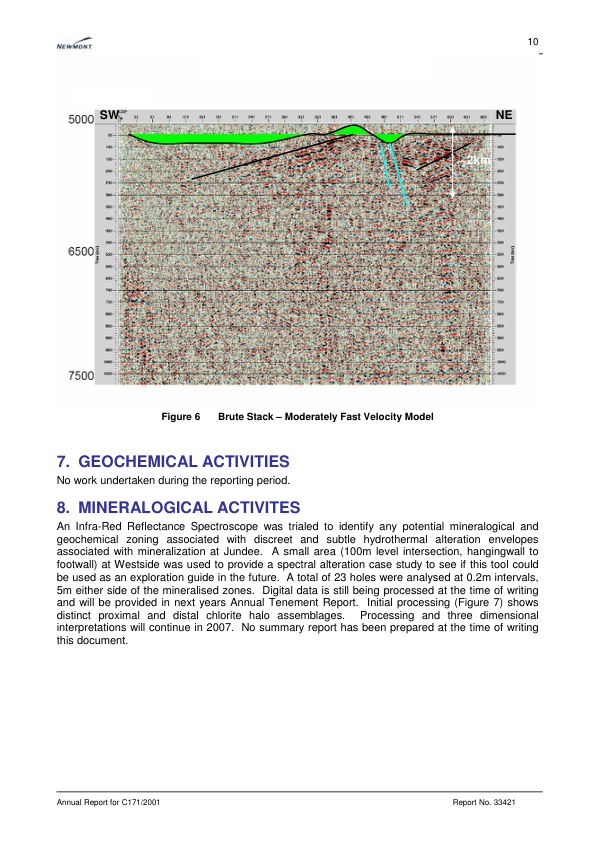 NEWMONT
10
SW
NE
5000
.2km
6500
7500
Figure 6 Brute Stack – Moderately Fast Velocity Model
7. GEOCHEMICAL ACTIVITIES
No work undertaken during the reporting period.
8. MINERALOGICAL ACTIVITES
An Infra-Red Reflectance Spectroscope was trialed to identify any potential mineralogical and
geochemical zoning associated with discreet and subtle hydrothermal alteration envelopes
associated with mineralization at Jundee. A small area (100m level intersection, hangingwall to
footwall) at Westside was used to provide a spectral alteration case study to see if this tool could
be used as an exploration guide in the future. A total of 23 holes were analysed at 0.2m intervals,
5m either side of the mineralised zones. Digital data is still being processed at the time of writing
and will be provided in next years Annual Tenement Report. Initial processing (Figure 7) shows
distinct proximal and distal chlorite halo assemblages. Processing and three dimensional
interpretations will continue in 2007. No summary report has been prepared at the time of writing
this document.
Annual Report for C171/2001 Report No. 33421